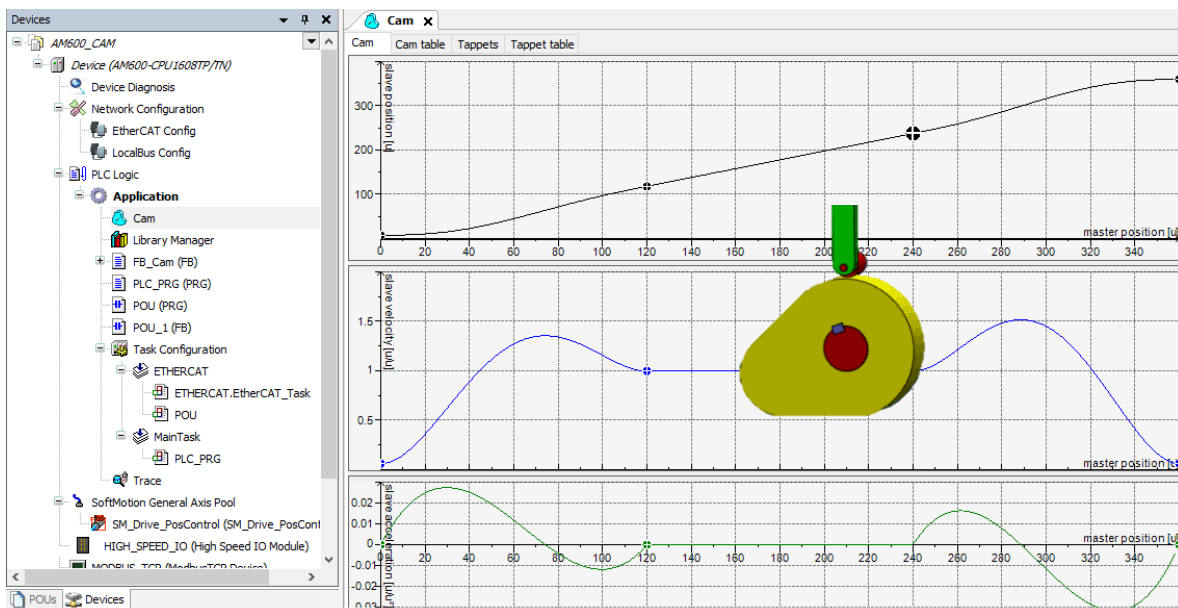 Devices
AM600_CAM
Device (AM600-CPU1608TP/TN)
Device Diagnosis
Network Configuration
EtherCAT Config
LocalBus Config
PLC Logic
Application
Cam
Library Manager
FB_Cam (FB)
PLC_PRG (PRG)
POU (PRG)
POU_1 (FB)
Task Configuration
ETHERCAT
ETHERCAT.EtherCAT_Task
POU
MainTask
PLC_PRG
Trace
SoftMotion General Axis Pool
SM_Drive_PosControl (SM_Drive_PosCont
HIGH_SPEED_IO (High Speed IO Module)
MODBUS_TCP (ModbusTCP Device)
POUs Devices
Cam
Cam Cam table Tappets Tappet table
slave position [u]
300
200
100
master position [u]
0 20 40 60 80 100 120 140 160 180 200 220 240 260 280 300 320 340
slave velocity [u/u]
1.5
1
0.5
master position [u]
slave acceleration [u/u²]
0.02
0.01
0
-0.01
-0.03
master position [u]
20 40 60 80 100 120 140 160 180 200 220 240 260 280 300 320 340